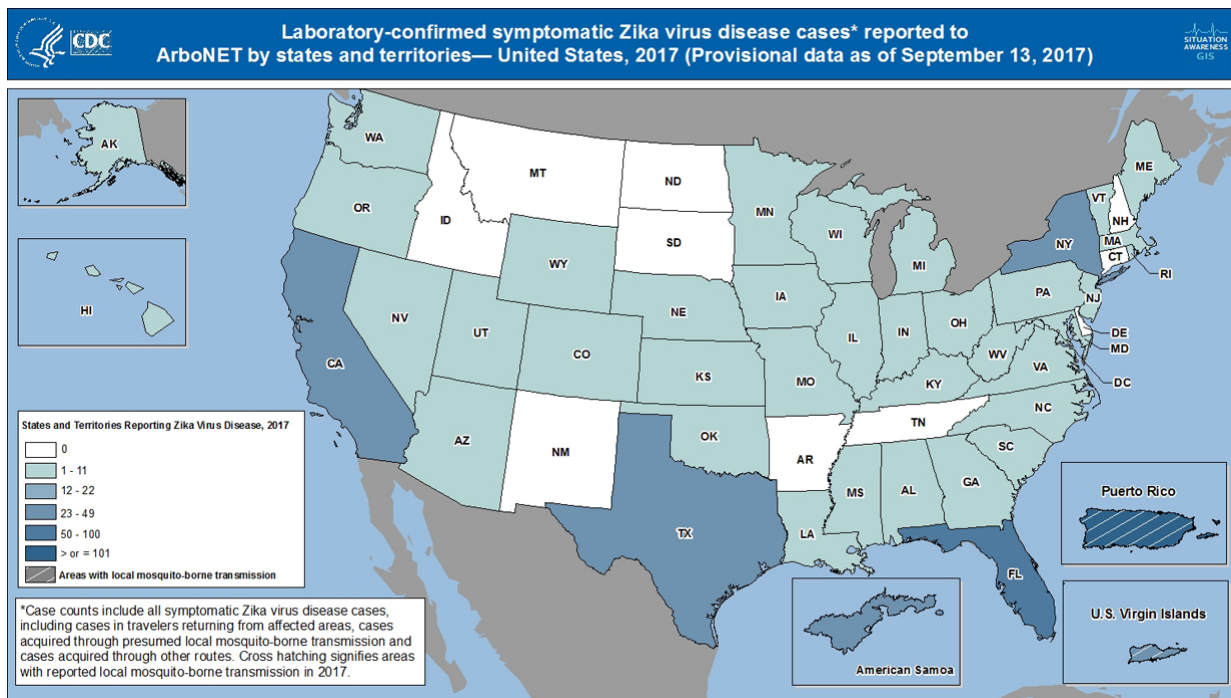 CDC
Laboratory-confirmed symptomatic Zika virus disease cases* reported to
ArboNET by states and territories— United States, 2017 (Provisional data as of September 13, 2017)
SITUATION
AWARENESS
GIS
AK
HI
WA
OR
CA
NV
ID
MT
WY
UT
AZ
CO
NM
ND
SD
NE
KS
OK
TX
MN
IA
MO
AR
LA
WI
IL
MI
IN
OH
KY
TN
MS
AL
GA
FL
SC
NC
VA
WV
PA
NY
NJ
VT
NH
ME
MA
CT
RI
DE
MD
DC
States and Territories Reporting Zika Virus Disease, 2017
0
1 - 11
12 - 22
23 - 49
50 - 100
> or = 101
Areas with local mosquito-borne transmission
*Case counts include all symptomatic Zika virus disease cases,
including cases in travelers returning from affected areas, cases
acquired through presumed local mosquito-borne transmission and
cases acquired through other routes. Cross hatching signifies areas
with reported local mosquito-borne transmission in 2017.
American Samoa
Puerto Rico
U.S. Virgin Islands